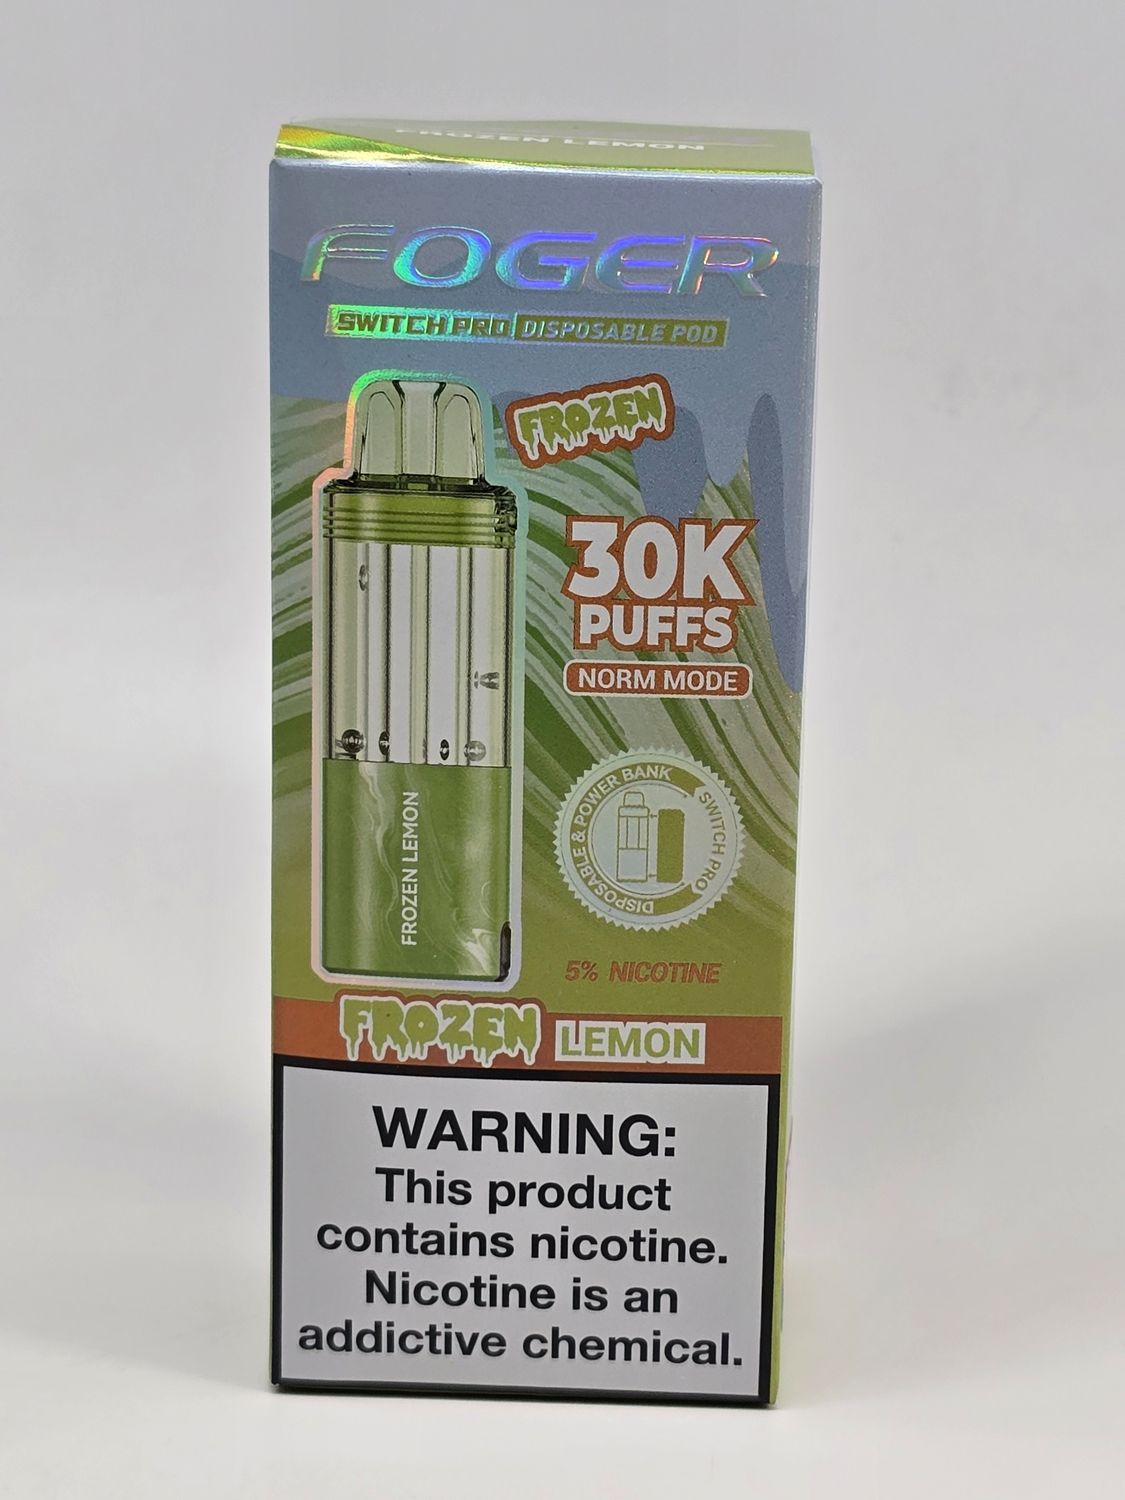 FROZEN LEMON
FOGER
SWITCH PRO DISPOSABLE POD
FROZEN
30K
PUFFS
NORM MODE
FROZEN LEMON
DISPOSABLE & POWER BANK
SWITCH PRO
5% NICOTINE
FROZEN LEMON
WARNING:
This product
contains nicotine.
Nicotine is an
addictive chemical.